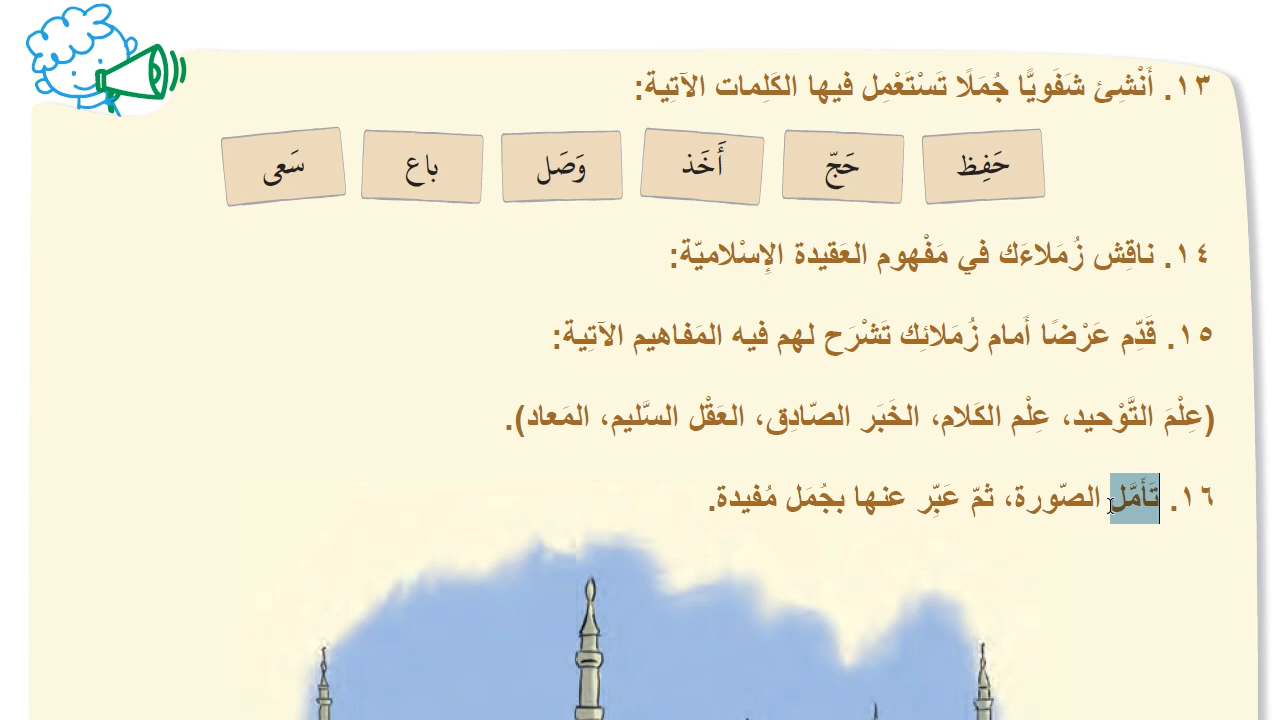 ١٣. أَنْشِئ شَفَويًّا جُمَلًا تَسْتَعْمِل فيها الكَلِمات الآتِية:
حَفِظ حَجّ أَخَذ وَصَل باع سَعى
١٤. ناقِش زُمَلاءَك في مَفْهوم العَقيدة الإِسْلاميّة:
١٥. قَدِّم عَرْضًا أَمام زُمَلائِك تَشْرَح لهم فيه المَفاهيم الآتِية:
(عِلْمَ التَّوْحيد، عِلْم الكَلام، الخَبَر الصّادِق، العَقْل السَّليم، المَعاد).
١٦. تَأَمَّل الصّورة، ثمّ عَبِّر عنها بجُمَل مُفيدة.